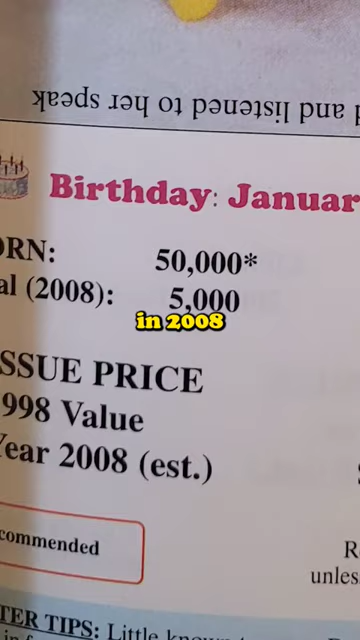 and listened to her speak
Birthday: Januar
ORN: 50,000*
al (2008): 5,000
in 2008
SSUE PRICE
998 Value
Year 2008 (est.)
commended
R
unles
TER TIPS: Little